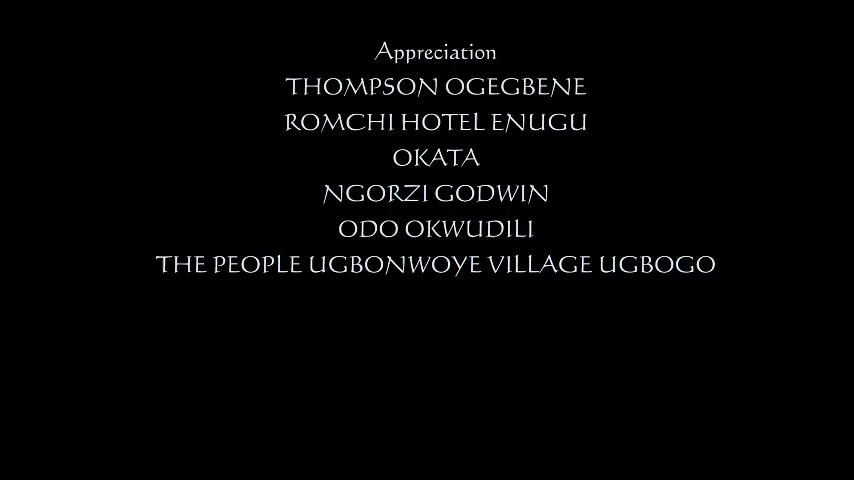 Appreciation
THOMPSON OGEGBENE
ROMCHI HOTEL ENUGU
OKATA
NGORZI GODWIN
ODO OKWUDILI
THE PEOPLE UGBONWOYE VILLAGE UGBOGO